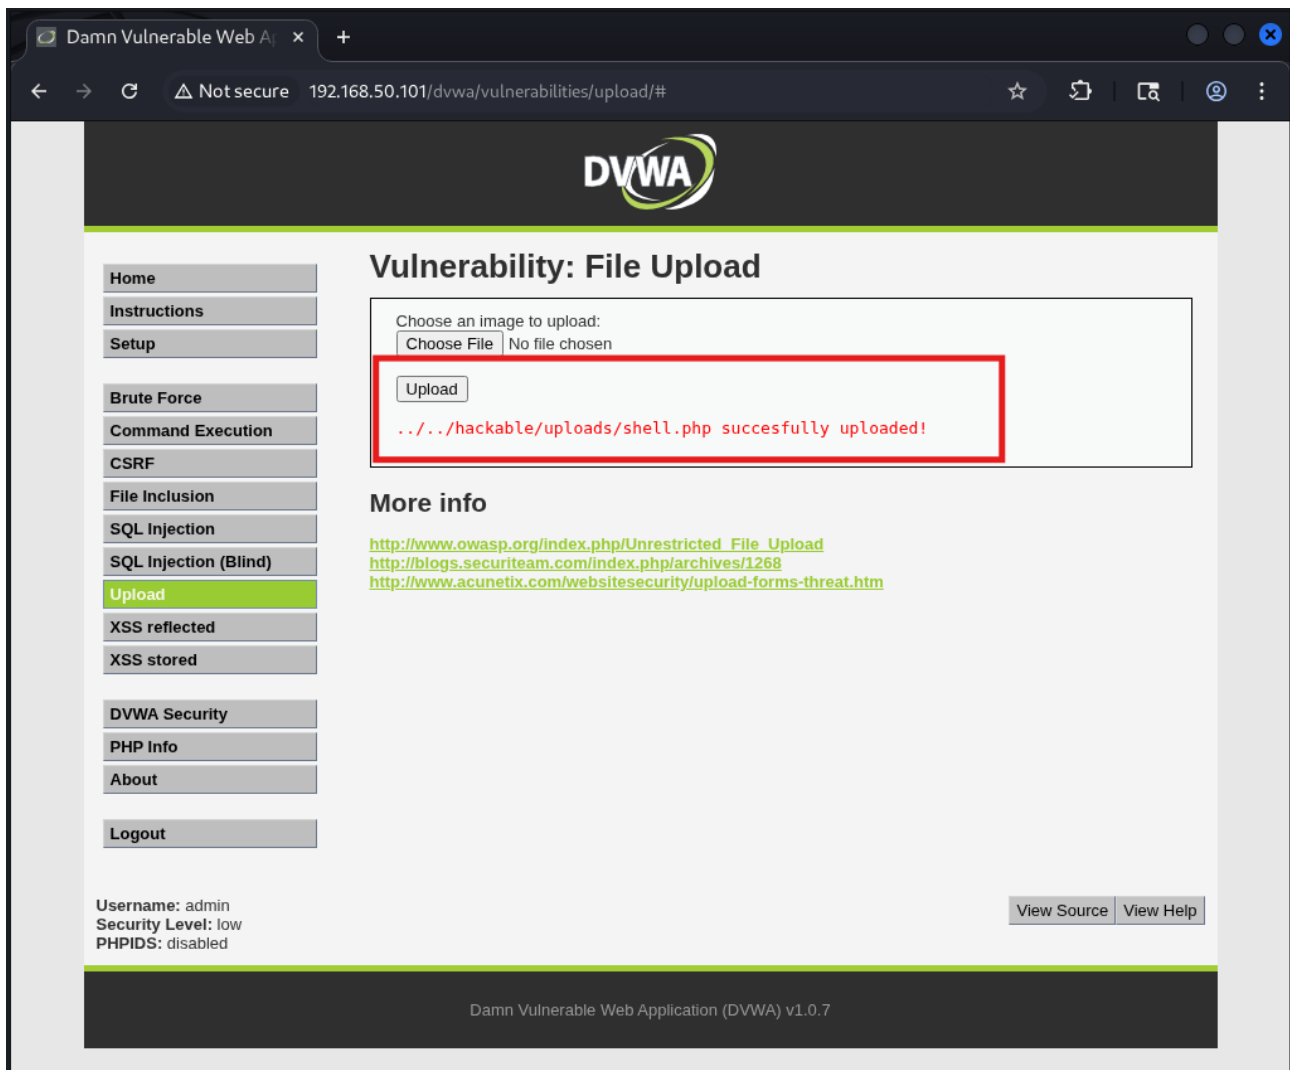 Damn Vulnerable Web Ap
Not secure 192.168.50.101/dvwa/vulnerabilities/upload/#
DVWA
Home
Instructions
Setup
Brute Force
Command Execution
CSRF
File Inclusion
SQL Injection
SQL Injection (Blind)
Upload
XSS reflected
XSS stored
DVWA Security
PHP Info
About
Logout
Vulnerability: File Upload
Choose an image to upload:
Choose File No file chosen
Upload
../../hackable/uploads/shell.php succesfully uploaded!
More info
http://www.owasp.org/index.php/Unrestricted_File_Upload
http://blogs.securiteam.com/index.php/archives/1268
http://www.acunetix.com/websitesecurity/upload-forms-threat.htm
Username: admin
Security Level: low
PHPIDS: disabled
View Source View Help
Damn Vulnerable Web Application (DVWA) v1.0.7